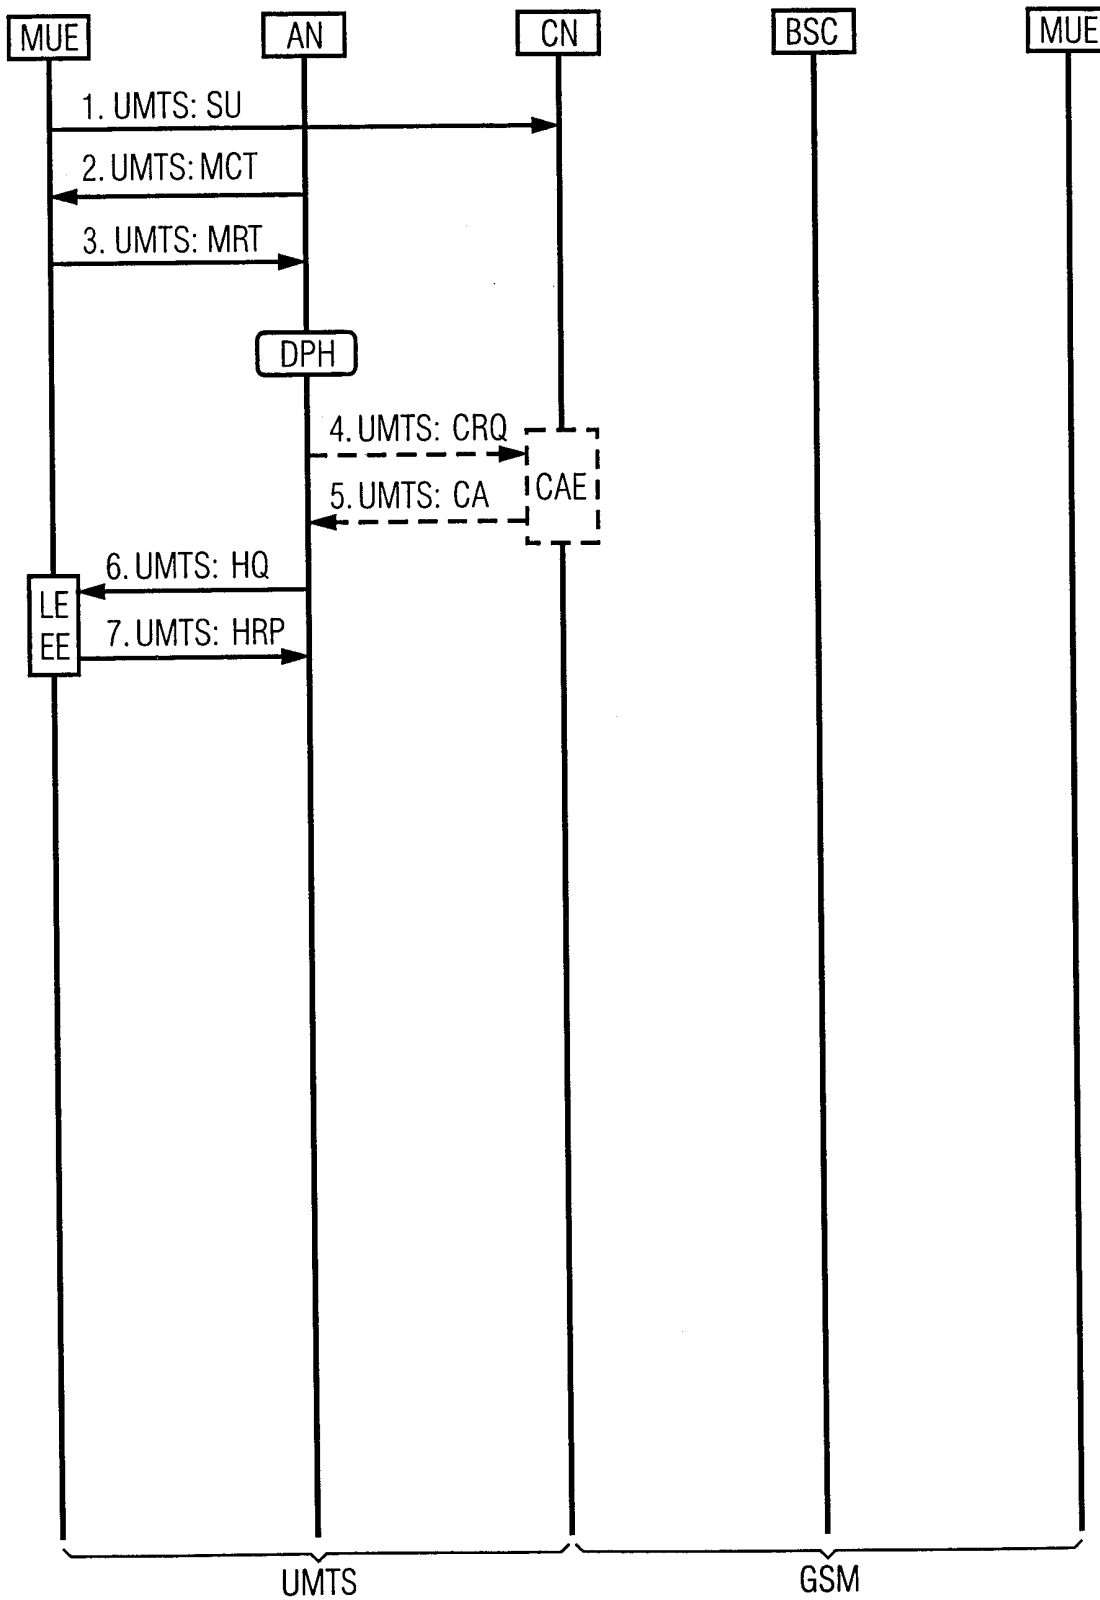 MUE AN CN BSC MUE
1. UMTS: SU
2. UMTS: MCT
3. UMTS: MRT
DPH
4. UMTS: CRQ
CAE
5. UMTS: CA
6. UMTS: HQ
LE
EE
7. UMTS: HRP
UMTS GSM